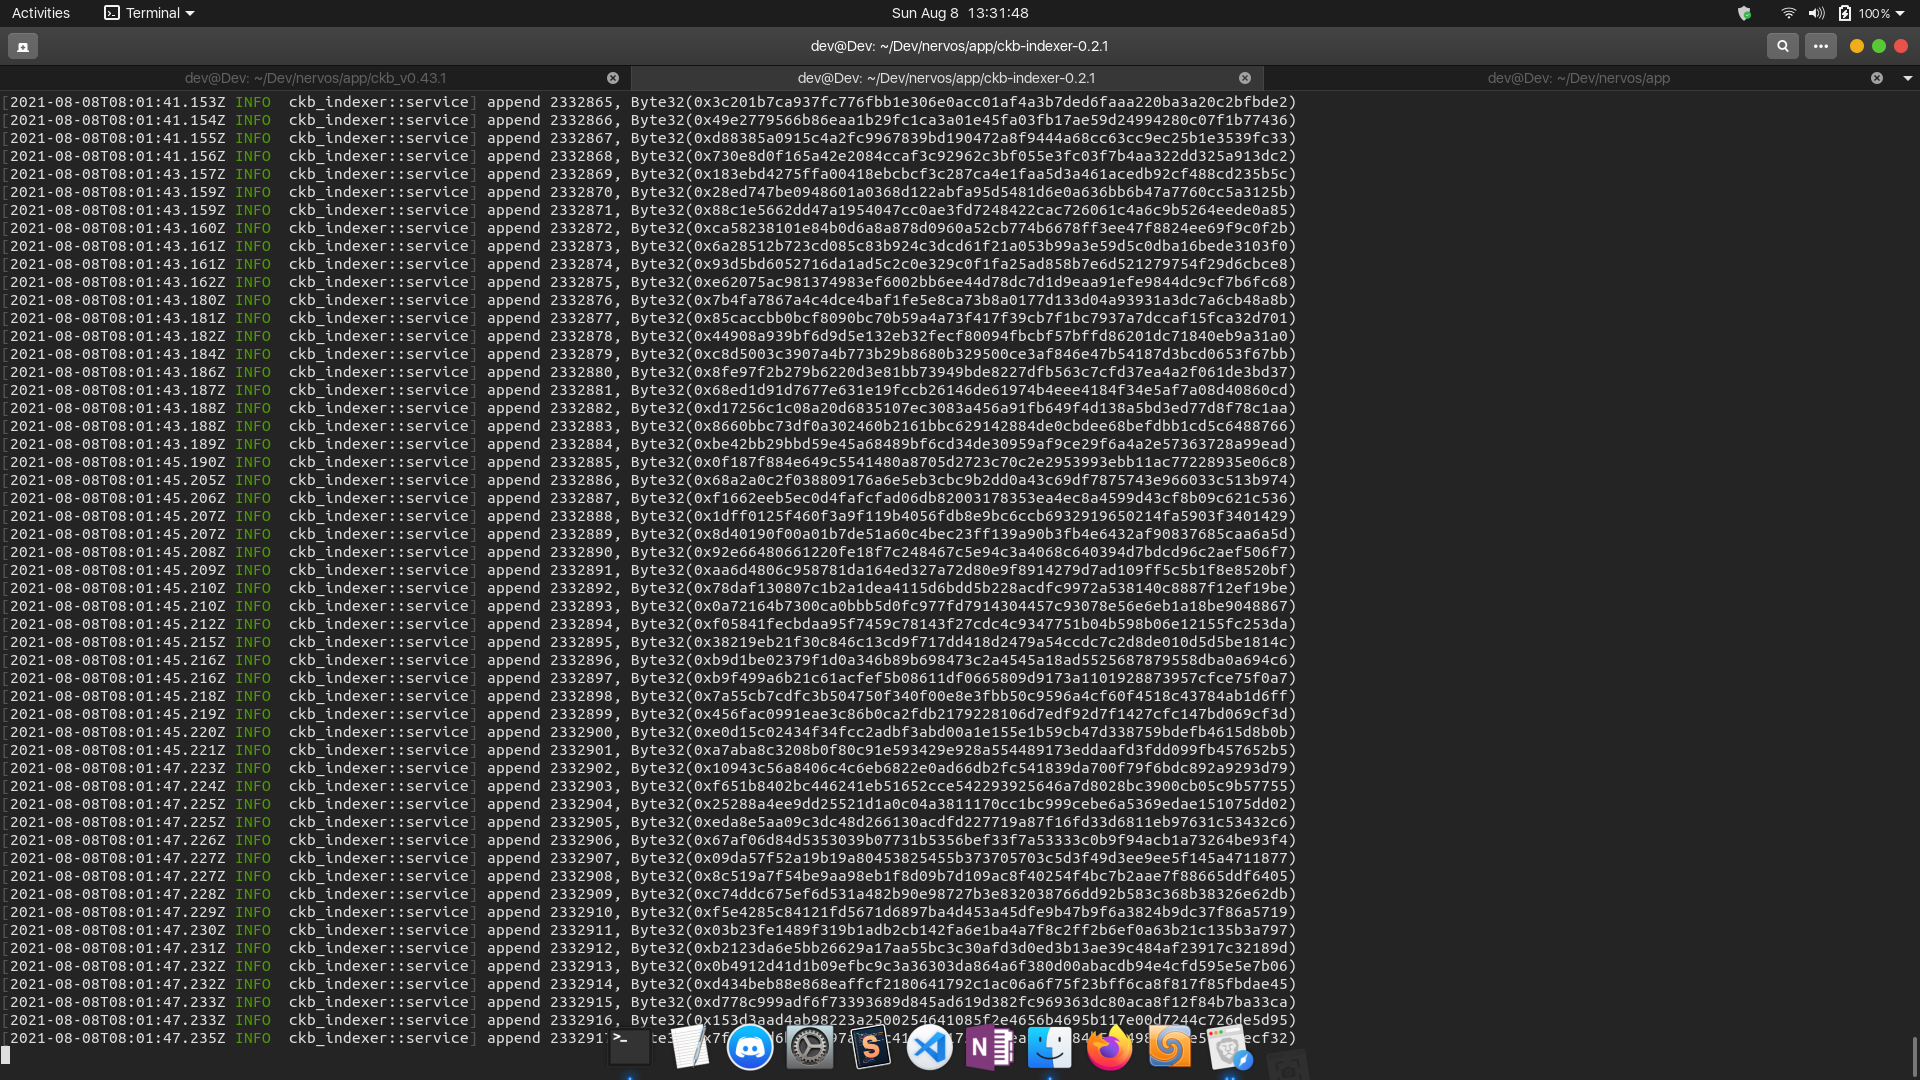 Activities
Terminal
Sun Aug 8 13:31:48
100%
dev@Dev: ~/Dev/nervos/app/ckb-indexer-0.2.1
dev@Dev: ~/Dev/nervos/app/ckb_v0.43.1
dev@Dev: ~/Dev/nervos/app/ckb-indexer-0.2.1
dev@Dev: ~/Dev/nervos/app
[2021-08-08T08:01:41.153Z INFO ckb_indexer::service] append 2332865, Byte32(0x3c201b7ca937fc776fbb1e306e0acc01af4a3b7ded6faaa220ba3a20c2bfbde2)
[2021-08-08T08:01:41.154Z INFO ckb_indexer::service] append 2332866, Byte32(0x49e2779566b86eaa1b29fc1ca3a01e45fa03fb17ae59d24994280c07f1b77436)
[2021-08-08T08:01:41.155Z INFO ckb_indexer::service] append 2332867, Byte32(0xd88385a0915c4a2fc9967839bd190472a8f9444a68cc63cc9ec25b1e3539fc33)
[2021-08-08T08:01:41.156Z INFO ckb_indexer::service] append 2332868, Byte32(0x730e8d0f165a42e2084ccaf3c92962c3bf055e3fc03f7b4aa322dd325a913dc2)
[2021-08-08T08:01:43.157Z INFO ckb_indexer::service] append 2332869, Byte32(0x183ebd4275ffa00418ebcbcf3c287ca4e1faa5d3a461acedb92cf488cd235b5c)
[2021-08-08T08:01:43.159Z INFO ckb_indexer::service] append 2332870, Byte32(0x28ed747be0948601a0368d122abfa95d5481d6e0a636bb6b47a7760cc5a3125b)
[2021-08-08T08:01:43.159Z INFO ckb_indexer::service] append 2332871, Byte32(0x88c1e5662dd47a1954047cc0ae3fd7248422cac726061c4a6c9b5264eede0a85)
[2021-08-08T08:01:43.160Z INFO ckb_indexer::service] append 2332872, Byte32(0xca58238101e84b0d6a8a878d0960a52cb774b6678ff3ee47f8824ee69f9c0f2b)
[2021-08-08T08:01:43.161Z INFO ckb_indexer::service] append 2332873, Byte32(0x6a28512b723cd085c83b924c3dcd61f21a053b99a3e59d5c0dba16bede3103f0)
[2021-08-08T08:01:43.161Z INFO ckb_indexer::service] append 2332874, Byte32(0x93d5bd6052716da1ad5c2c0e329c0f1fa25ad858b7e6d521279754f29d6cbce8)
[2021-08-08T08:01:43.162Z INFO ckb_indexer::service] append 2332875, Byte32(0xe62075ac981374983ef6002bb6ee44d78dc7d1d9eaa91efe9844dc9cf7b6fc68)
[2021-08-08T08:01:43.180Z INFO ckb_indexer::service] append 2332876, Byte32(0x7b4fa7867a4c4dce4baf1fe5e8ca73b8a0177d133d04a93931a3dc7a6cb48a8b)
[2021-08-08T08:01:43.181Z INFO ckb_indexer::service] append 2332877, Byte32(0x85caccbb0bcf8090bc70b59a4a73f417f39cb7f1bc7937a7dccaf15fca32d701)
[2021-08-08T08:01:43.182Z INFO ckb_indexer::service] append 2332878, Byte32(0x44908a939bf6d9d5e132eb32fecf80094fbcbf57bffd86201dc71840eb9a31a0)
[2021-08-08T08:01:43.184Z INFO ckb_indexer::service] append 2332879, Byte32(0xc8d5003c3907a4b773b29b8680b329500ce3af846e47b54187d3bcd0653f67bb)
[2021-08-08T08:01:43.186Z INFO ckb_indexer::service] append 2332880, Byte32(0x8fe97f2b279b6220d3e81bb73949bde8227dfb563c7cfd37ea4a2f061de3bd37)
[2021-08-08T08:01:43.187Z INFO ckb_indexer::service] append 2332881, Byte32(0x68ed1d91d7677e631e19fccb26146de61974b4eee4184f34e5af7a08d40860cd)
[2021-08-08T08:01:43.188Z INFO ckb_indexer::service] append 2332882, Byte32(0xd17256c1c08a20d6835107ec3083a456a91fb649f4d138a5bd3ed77d8f78c1aa)
[2021-08-08T08:01:43.188Z INFO ckb_indexer::service] append 2332883, Byte32(0x8660bbc73df0a302460b2161bbc629142884de0cbdee68befdbb1cd5c6488766)
[2021-08-08T08:01:43.189Z INFO ckb_indexer::service] append 2332884, Byte32(0xbe42bb29bbd59e45a68489bf6cd34de30959af9ce29f6a4a2e57363728a99ead)
[2021-08-08T08:01:45.190Z INFO ckb_indexer::service] append 2332885, Byte32(0x0f187f884e649c5541480a8705d2723c70c2e2953993ebb11ac77228935e06c8)
[2021-08-08T08:01:45.205Z INFO ckb_indexer::service] append 2332886, Byte32(0x68a2a0c2f038809176a6e5eb3cbc9b2dd0a43c69df7875743e966033c513b974)
[2021-08-08T08:01:45.206Z INFO ckb_indexer::service] append 2332887, Byte32(0xf1662eeb5ec0d4fafcfad06db82003178353ea4ec8a4599d43cf8b09c621c536)
[2021-08-08T08:01:45.207Z INFO ckb_indexer::service] append 2332888, Byte32(0x1dff0125f460f3a9f119b4056fdb8e9bc6ccb6932919650214fa5903f3401429)
[2021-08-08T08:01:45.207Z INFO ckb_indexer::service] append 2332889, Byte32(0x8d40190f00a01b7de51a60c4bec23ff139a90b3fb4e6432af90837685caa6a5d)
[2021-08-08T08:01:45.208Z INFO ckb_indexer::service] append 2332890, Byte32(0x92e66480661220fe18f7c248467c5e94c3a4068c640394d7bdcd96c2aef506f7)
[2021-08-08T08:01:45.209Z INFO ckb_indexer::service] append 2332891, Byte32(0xaa6d4806c958781da164ed327a72d80e9f8914279d7ad109ff5c5b1f8e8520bf)
[2021-08-08T08:01:45.210Z INFO ckb_indexer::service] append 2332892, Byte32(0x78daf130807c1b2a1dea4115d6bdd5b228acdfc9972a538140c8887f12ef19be)
[2021-08-08T08:01:45.210Z INFO ckb_indexer::service] append 2332893, Byte32(0x0a72164b7300ca0bbb5d0fc977fd7914304457c93078e56e6eb1a18be9048867)
[2021-08-08T08:01:45.212Z INFO ckb_indexer::service] append 2332894, Byte32(0xf05841fecbdaa95f7459c78143f27cdc4c9347751b04b598b06e12155fc253da)
[2021-08-08T08:01:45.215Z INFO ckb_indexer::service] append 2332895, Byte32(0x38219eb21f30c846c13cd9f717dd418d2479a54ccdc7c2d8de010d5d5be1814c)
[2021-08-08T08:01:45.216Z INFO ckb_indexer::service] append 2332896, Byte32(0xb9d1be02379f1d0a346b89b698473c2a4545a18ad5525687879558dba0a694c6)
[2021-08-08T08:01:45.216Z INFO ckb_indexer::service] append 2332897, Byte32(0xb9f499a6b21c61acfef5b08611df0665809d9173a1101928873957cfce75f0a7)
[2021-08-08T08:01:45.218Z INFO ckb_indexer::service] append 2332898, Byte32(0x7a55cb7cdfc3b504750f340f00e8e3fbb50c9596a4cf60f4518c43784ab1d6ff)
[2021-08-08T08:01:45.219Z INFO ckb_indexer::service] append 2332899, Byte32(0x456fac0991eae3c86b0ca2fdb2179228106d7edf92d7f1427cfc147bd069cf3d)
[2021-08-08T08:01:45.220Z INFO ckb_indexer::service] append 2332900, Byte32(0xe0d15c02434f34fcc2adbf3abd00a1e155e1b59cb47d338759bdefb4615d8b0b)
[2021-08-08T08:01:45.221Z INFO ckb_indexer::service] append 2332901, Byte32(0xa7aba8c3208b0f80c91e593429e928a554489173eddaafd3fdd099fb457652b5)
[2021-08-08T08:01:47.223Z INFO ckb_indexer::service] append 2332902, Byte32(0x10943c56a8406c4c6eb6822e0ad66db2fc541839da700f79f6bdc892a9293d79)
[2021-08-08T08:01:47.224Z INFO ckb_indexer::service] append 2332903, Byte32(0xf651b8402bc446241eb51652cce542293925646a7d8028bc3900cb05c9b57755)
[2021-08-08T08:01:47.225Z INFO ckb_indexer::service] append 2332904, Byte32(0x25288a4ee9dd25521d1a0c04a3811170cc1bc999cebe6a5369edae151075dd02)
[2021-08-08T08:01:47.225Z INFO ckb_indexer::service] append 2332905, Byte32(0xeda8e5aa09c3dc48d266130acdfd227719a87f16fd33d6811eb97631c53432c6)
[2021-08-08T08:01:47.226Z INFO ckb_indexer::service] append 2332906, Byte32(0x67af06d84d5353039b07731b5356bef33f7a53333c0b9f94acb1a73264be93f4)
[2021-08-08T08:01:47.227Z INFO ckb_indexer::service] append 2332907, Byte32(0x09da57f52a19b19a80453825455b373705703c5d3f49d3ee9ee5f145a4711877)
[2021-08-08T08:01:47.227Z INFO ckb_indexer::service] append 2332908, Byte32(0x8c519a7f54be9aa98eb1f8d09b7d109ac8f40254f4bc7b2aae7f88665ddf6405)
[2021-08-08T08:01:47.228Z INFO ckb_indexer::service] append 2332909, Byte32(0xc74ddc675ef6d531a482b90e98727b3e832038766dd92b583c368b38326e62db)
[2021-08-08T08:01:47.229Z INFO ckb_indexer::service] append 2332910, Byte32(0xf5e4285c84121fd5671d6897ba4d453a45dfe9b47b9f6a3824b9dc37f86a5719)
[2021-08-08T08:01:47.230Z INFO ckb_indexer::service] append 2332911, Byte32(0x03b23fe1489f319b1adb2cb142fa6e1ba4a7f8c2ff2b6ef0a63b21c135b3a797)
[2021-08-08T08:01:47.231Z INFO ckb_indexer::service] append 2332912, Byte32(0xb2123da6e5bb26629a17aa55bc3c30afd3d0ed3b13ae39c484af23917c32189d)
[2021-08-08T08:01:47.232Z INFO ckb_indexer::service] append 2332913, Byte32(0x0b4912d41d1b09efbc9c3a36303da864a6f380d00abacdb94e4cfd595e5e7b06)
[2021-08-08T08:01:47.232Z INFO ckb_indexer::service] append 2332914, Byte32(0xd434beb88e868eaffcf2180641792c1ac06a6f75f23bff6ca8f817f85fbdae45)
[2021-08-08T08:01:47.233Z INFO ckb_indexer::service] append 2332915, Byte32(0xd778c999adf6f73393689d845ad619d382fc969363dc80aca8f12f84b7ba33ca)
[2021-08-08T08:01:47.233Z INFO ckb_indexer::service] append 2332916, Byte32(0x153d3aad4ab98223a2500254641085f2e4656b4695b117e00d7244c726de5d95)
[2021-08-08T08:01:47.235Z INFO ckb_indexer::service] append